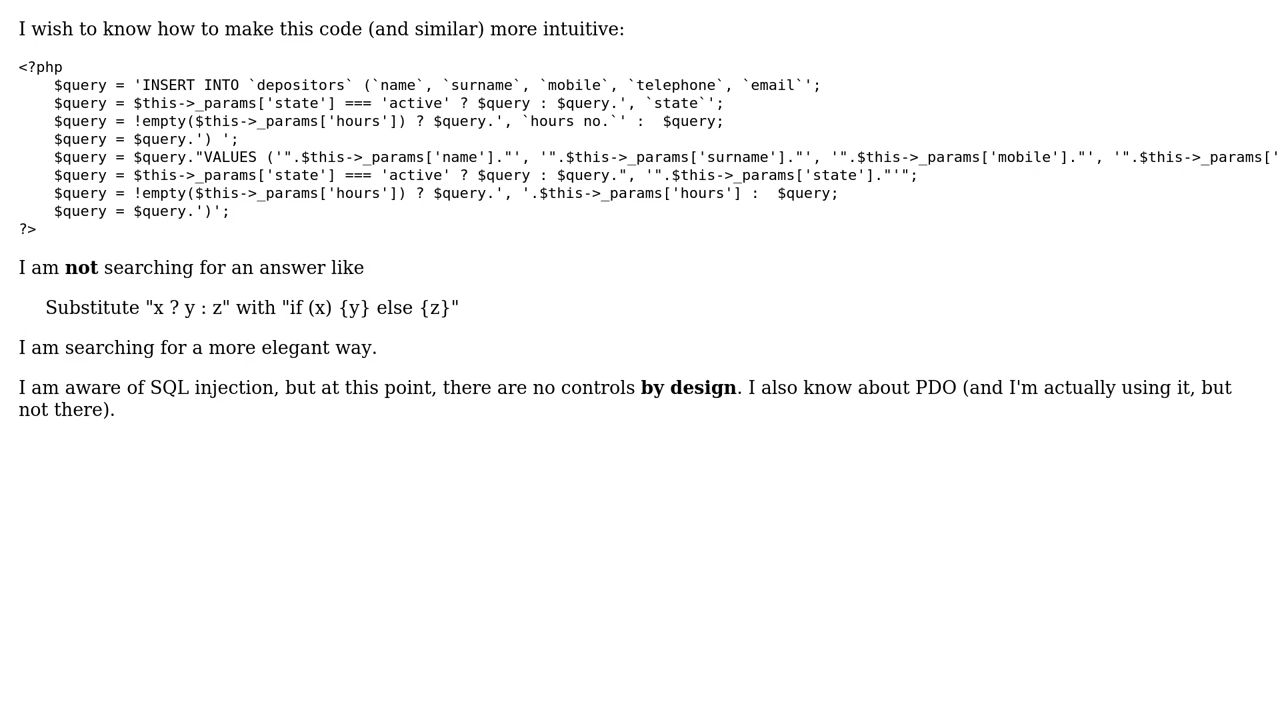 I wish to know how to make this code (and similar) more intuitive:
<?php
    $query = 'INSERT INTO `depositors` (`name`, `surname`, `mobile`, `telephone`, `email`';
    $query = $this->_params['state'] === 'active' ? $query : $query.', `state`';
    $query = !empty($this->_params['hours']) ? $query.', `hours no.`' :  $query;
    $query = $query.') ';
    $query = $query."VALUES ('".$this->_params['name']."', '".$this->_params['surname']."', '".$this->_params['mobile']."', '".$this->_params['
    $query = $this->_params['state'] === 'active' ? $query : $query.", '".$this->_params['state']."'";
    $query = !empty($this->_params['hours']) ? $query.', '.$this->_params['hours'] :  $query;
    $query = $query.')';
?>
I am not searching for an answer like
Substitute "x ? y : z" with "if (x) {y} else {z}"
I am searching for a more elegant way.
I am aware of SQL injection, but at this point, there are no controls by design. I also know about PDO (and I'm actually using it, but
not there).